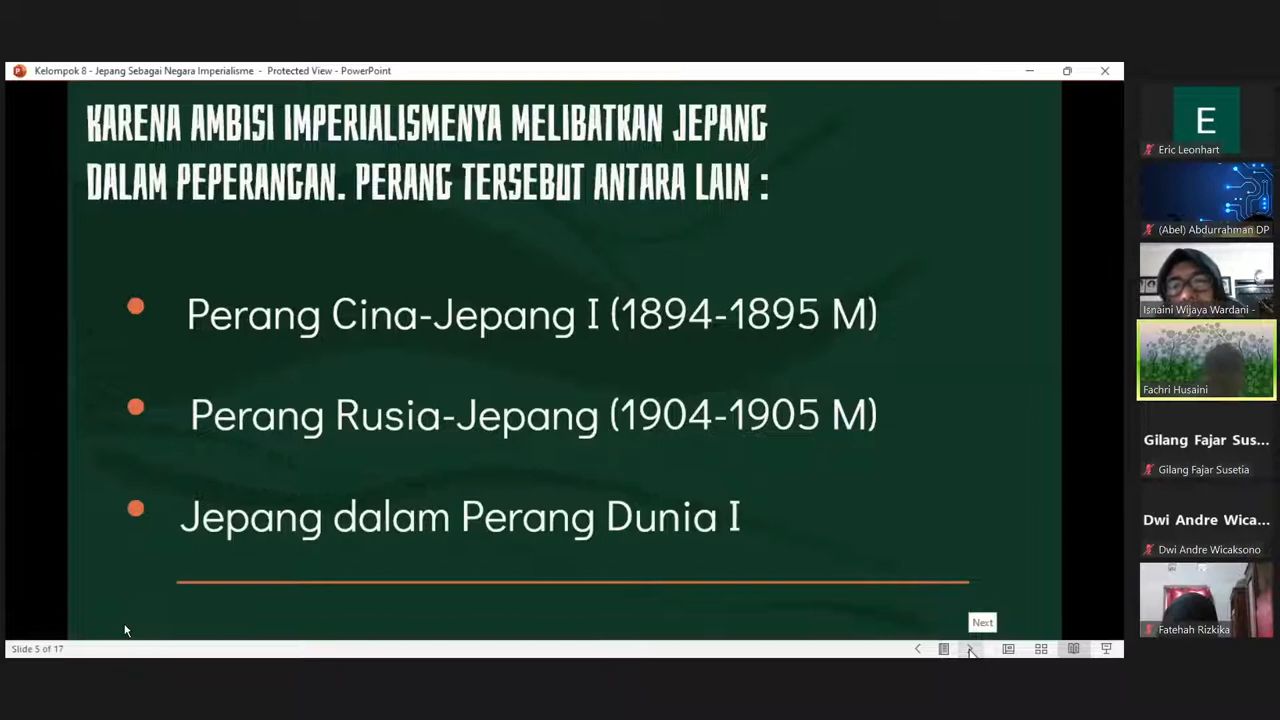 Kelompok 8 - Jepang Sebagai Negara Imperialisme - Protected View - PowerPoint
KARENA AMBISI IMPERIALISMENYA MELIBATKAN JEPANG
DALAM PEPERANGAN. PERANG TERSEBUT ANTARA LAIN :
Perang Cina-Jepang I (1894-1895 M)
Perang Rusia-Jepang (1904-1905 M)
Jepang dalam Perang Dunia I
Next
Slide 5 of 17
E
Eric Leonhart
(Abel) Abdurrahman DP
Isnaini Wijaya Wardani -
Fachri Husaini
Gilang Fajar Sus...
Gilang Fajar Susetia
Dwi Andre Wica...
Dwi Andre Wicaksono
Fatehah Rizkika